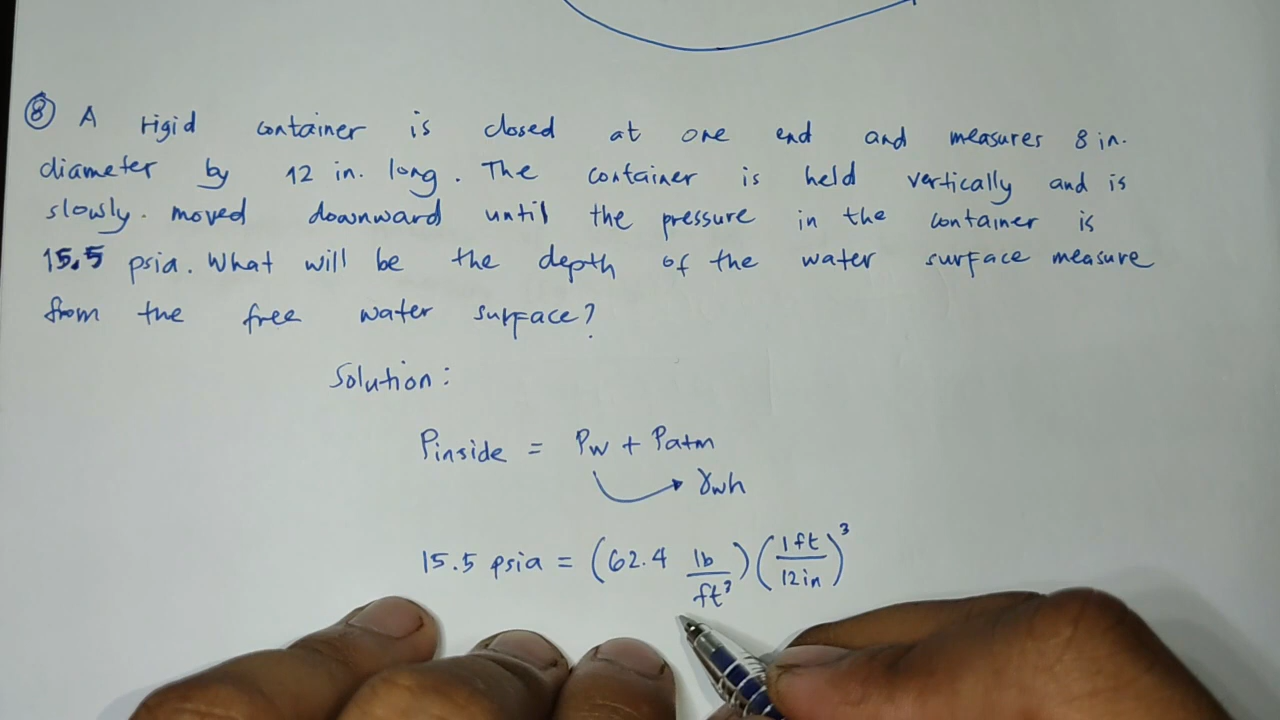 ⑧ A rigid container is closed at one end and measures 8 in.
diameter by 12 in. long. The container is held vertically and is
slowly. moved downward until the pressure in the container is
15.5 psia. What will be the depth of the water surface measure
from the free water surface?
Solution:
Pinside = Pw + Patm
γwh
15.5 psia = (62.4 lb/ft³)(1ft/12in)³